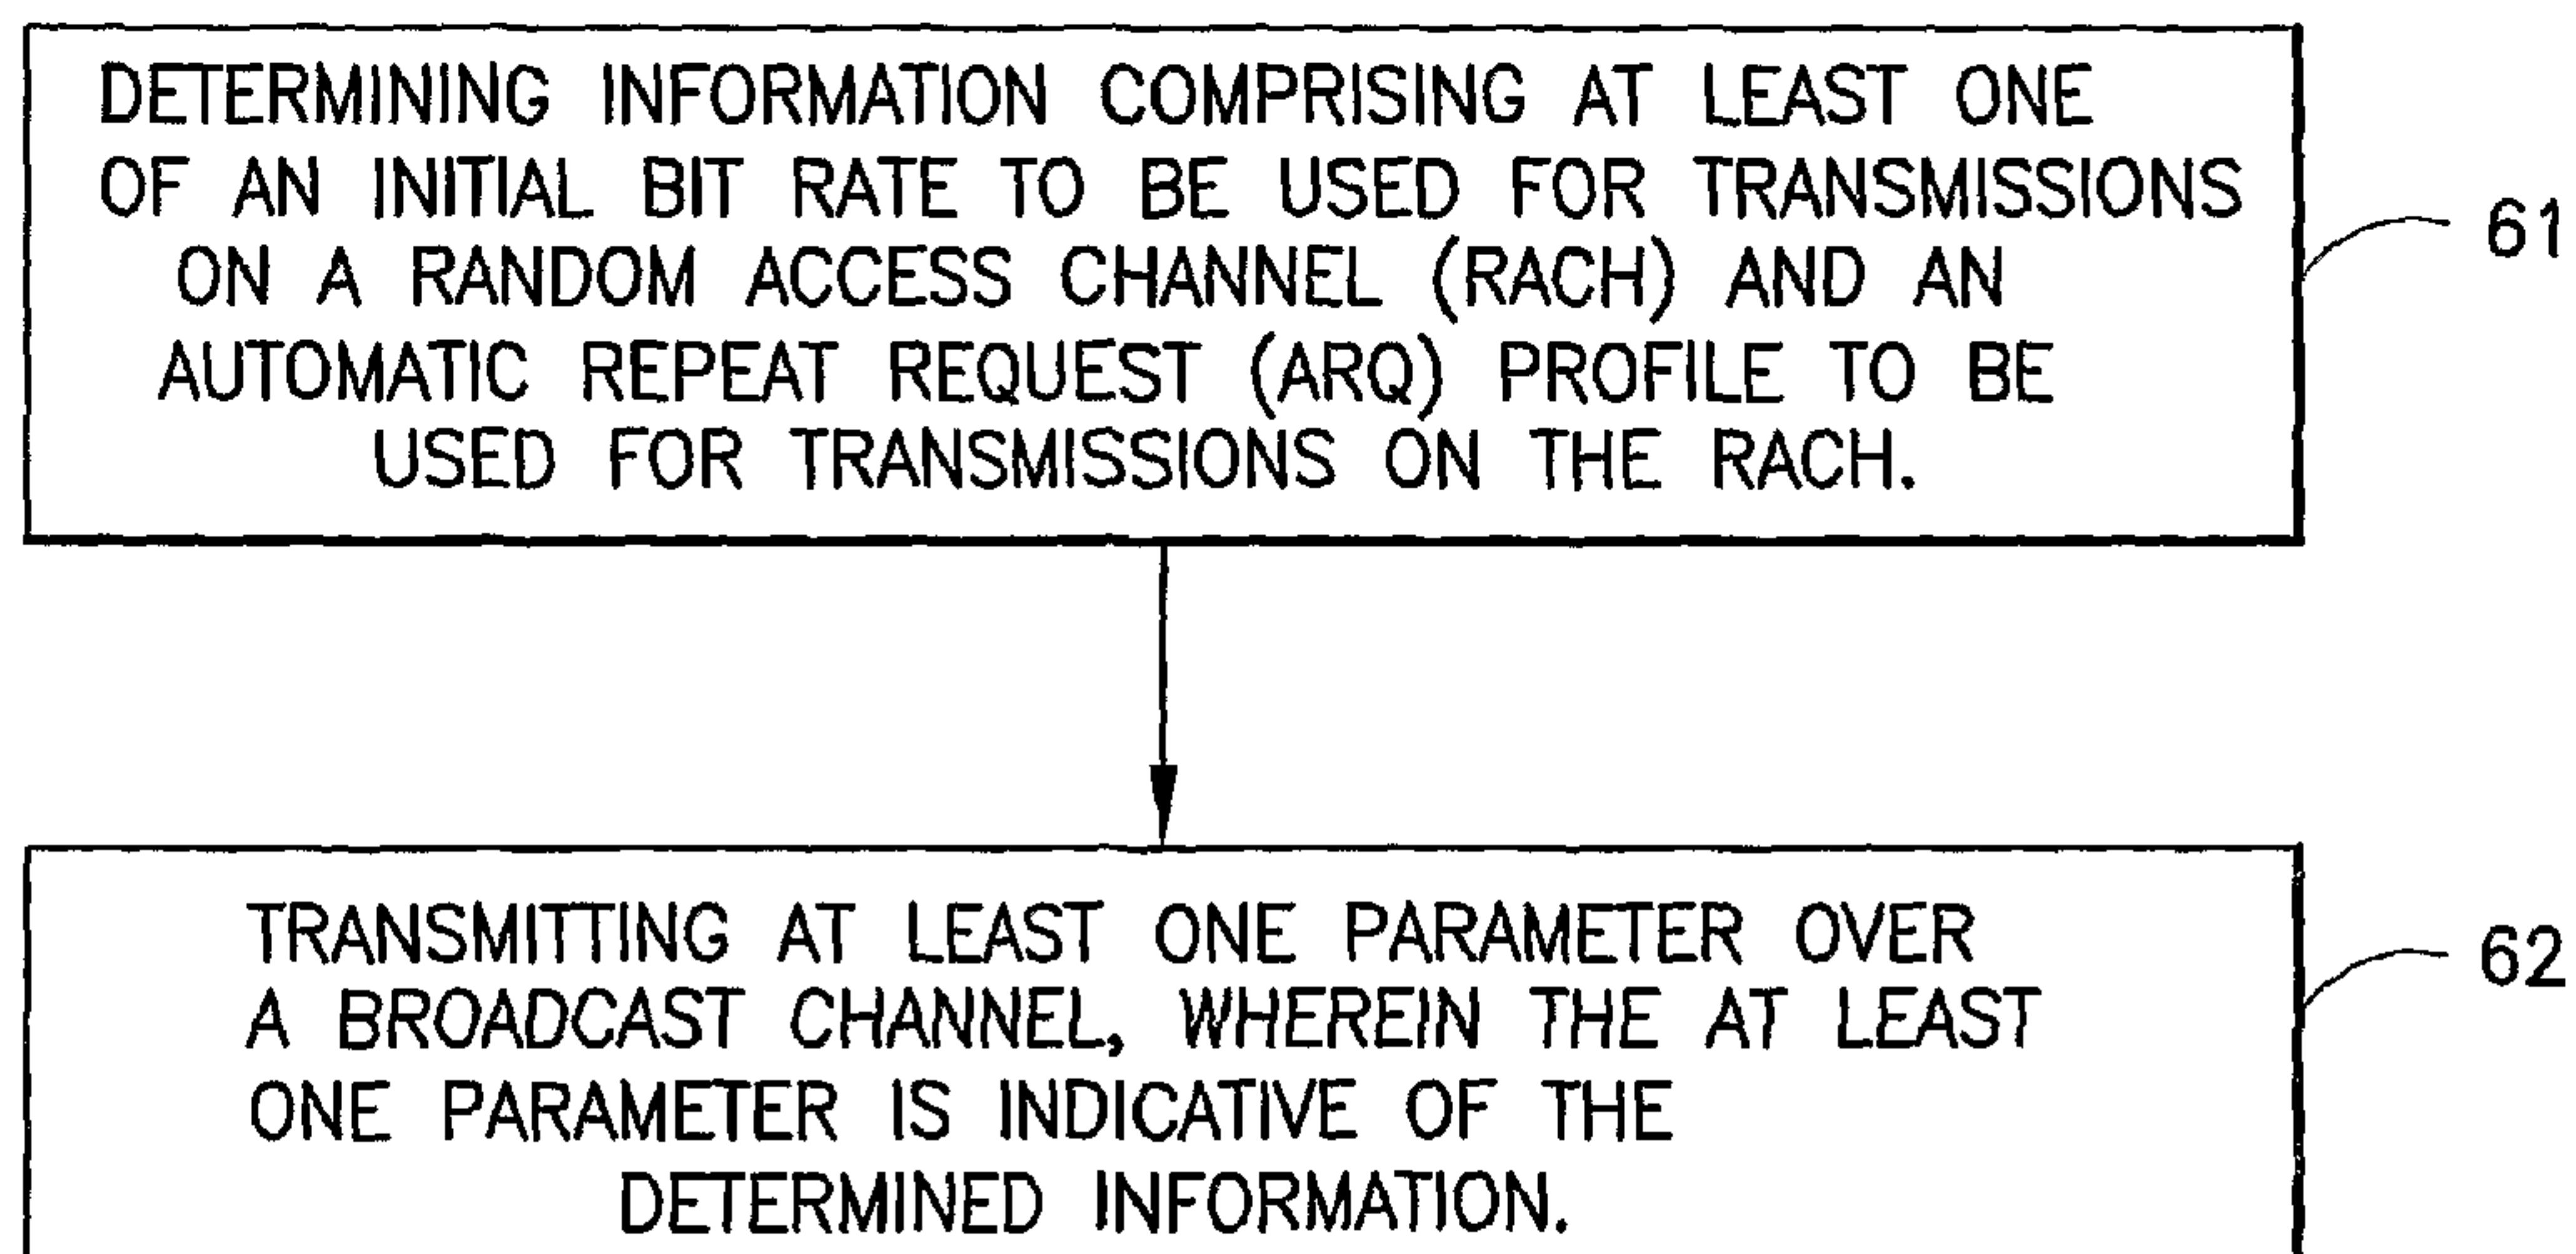 DETERMINING INFORMATION COMPRISING AT LEAST ONE
OF AN INITIAL BIT RATE TO BE USED FOR TRANSMISSIONS
ON A RANDOM ACCESS CHANNEL (RACH) AND AN
AUTOMATIC REPEAT REQUEST (ARQ) PROFILE TO BE
USED FOR TRANSMISSIONS ON THE RACH.
61
TRANSMITTING AT LEAST ONE PARAMETER OVER
A BROADCAST CHANNEL, WHEREIN THE AT LEAST
ONE PARAMETER IS INDICATIVE OF THE
DETERMINED INFORMATION.
62